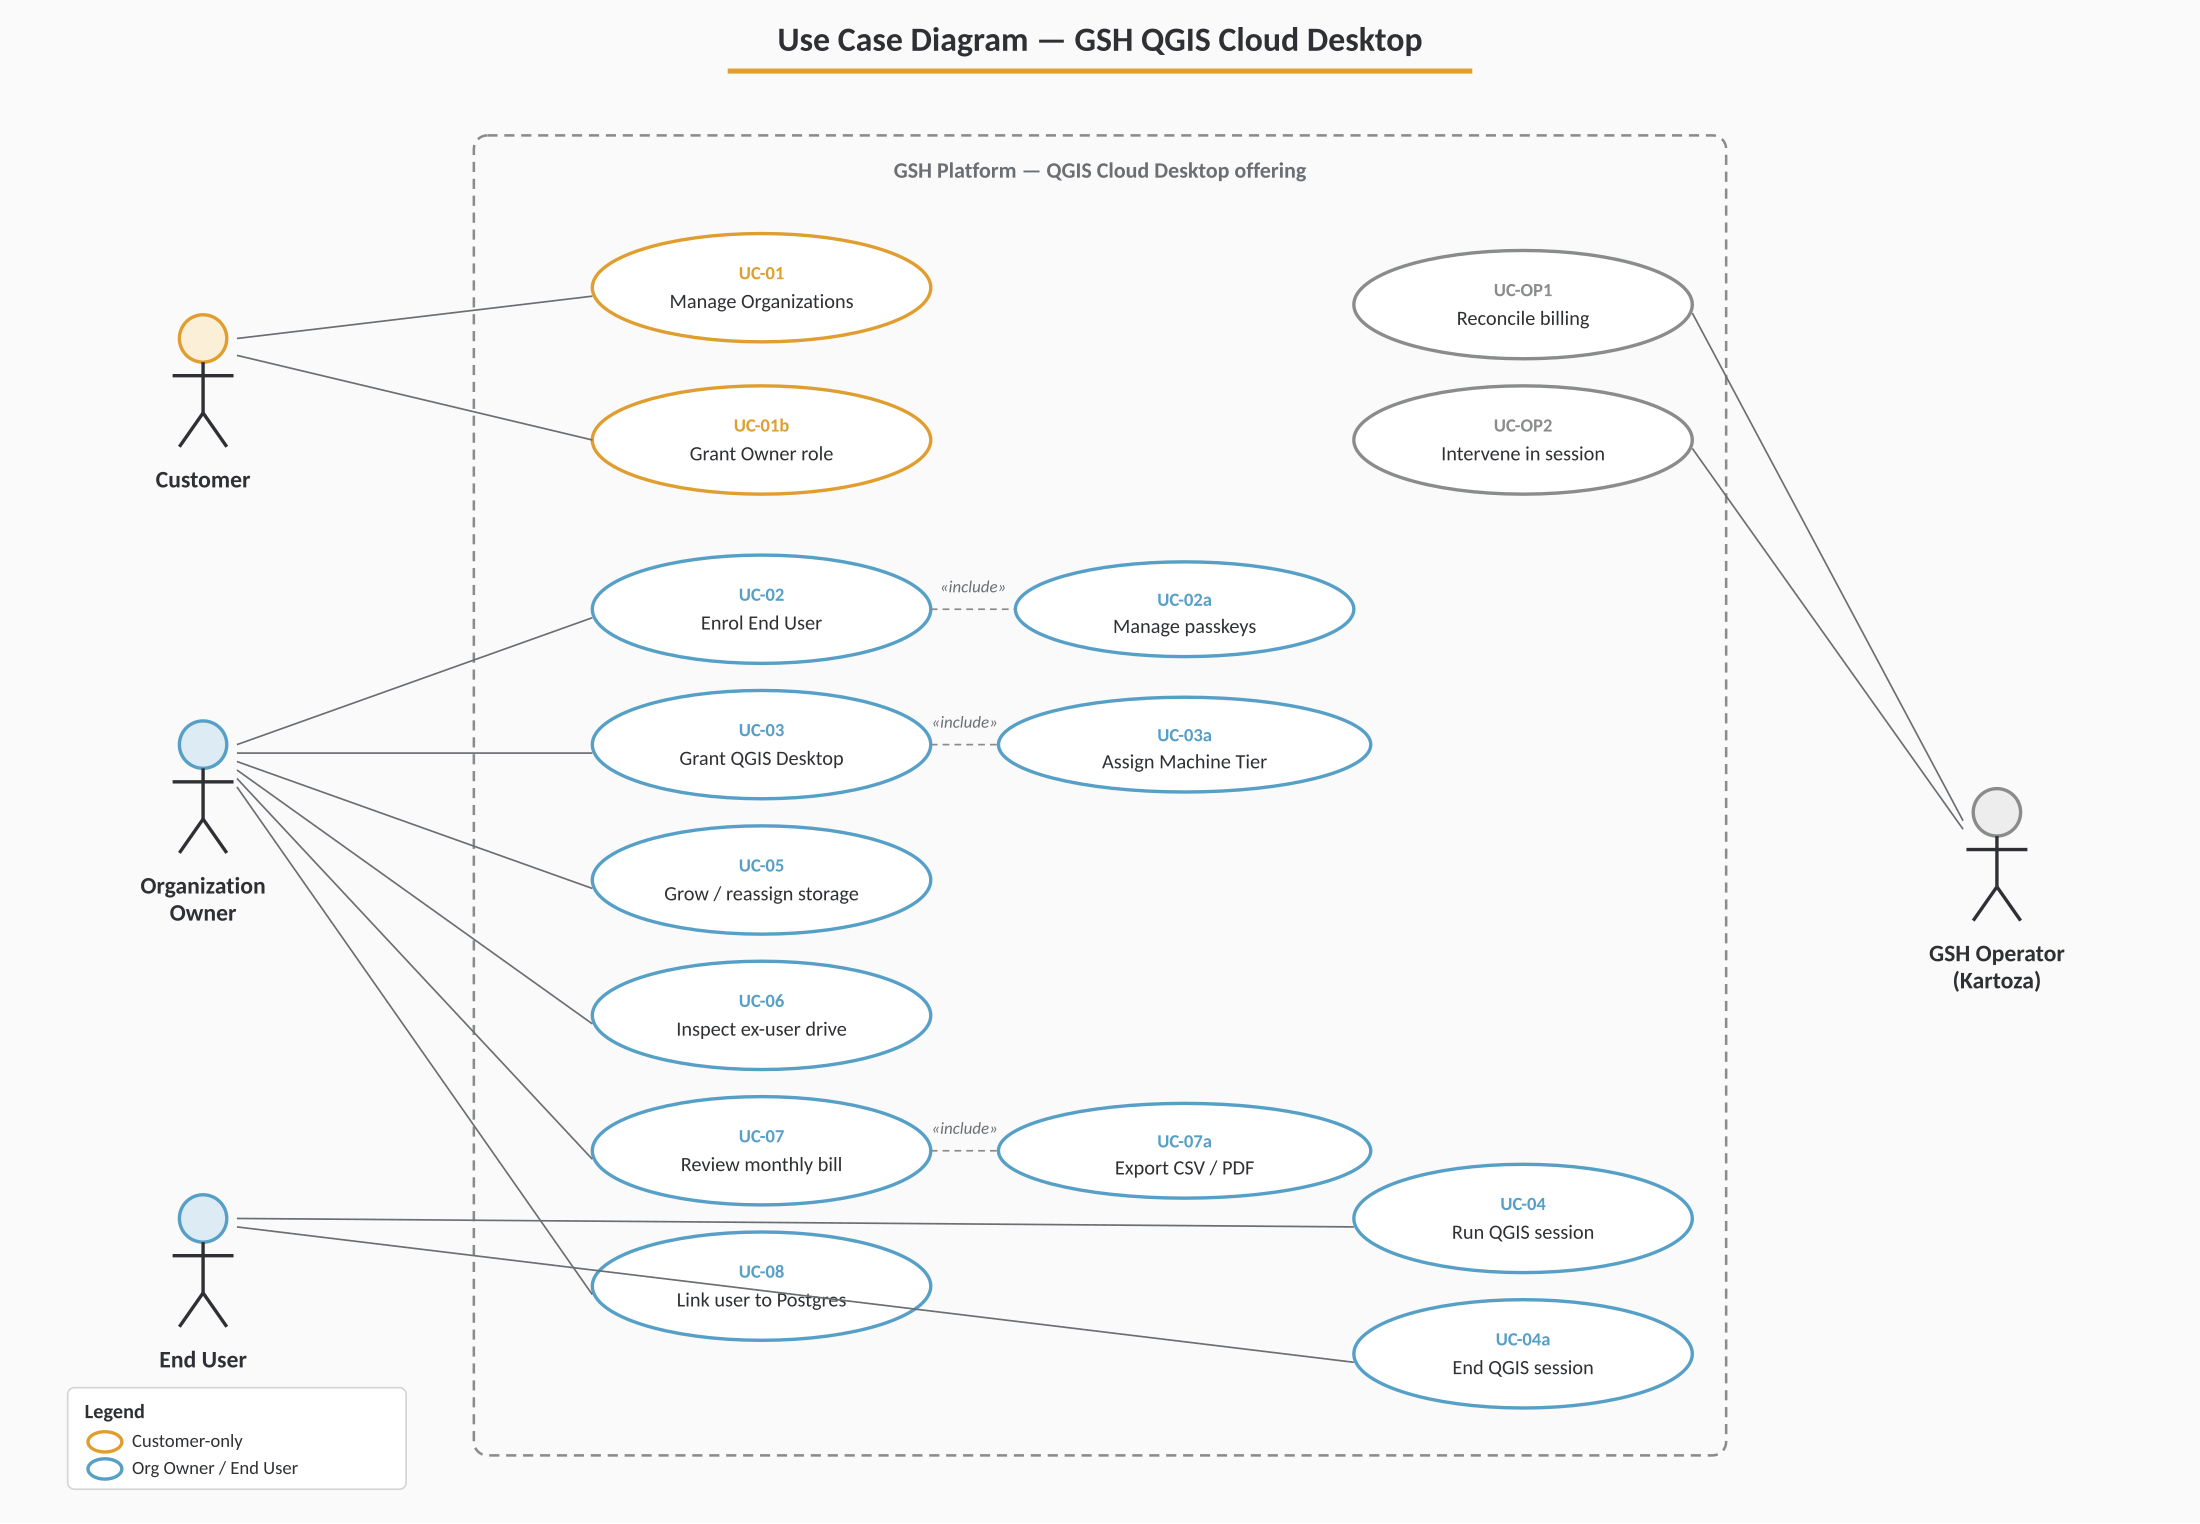 Use Case Diagram — GSH QGIS Cloud Desktop
GSH Platform — QGIS Cloud Desktop offering
UC-01
Manage Organizations
UC-OP1
Reconcile billing
UC-01b
Grant Owner role
UC-OP2
Intervene in session
Customer
UC-02
Enrol End User
«include»
UC-02a
Manage passkeys
UC-03
Grant QGIS Desktop
«include»
UC-03a
Assign Machine Tier
Organization
Owner
UC-05
Grow / reassign storage
GSH Operator
(Kartoza)
UC-06
Inspect ex-user drive
UC-07
Review monthly bill
«include»
UC-07a
Export CSV / PDF
UC-04
Run QGIS session
UC-08
Link user to Postgres
UC-04a
End QGIS session
End User
Legend
Customer-only
Org Owner / End User